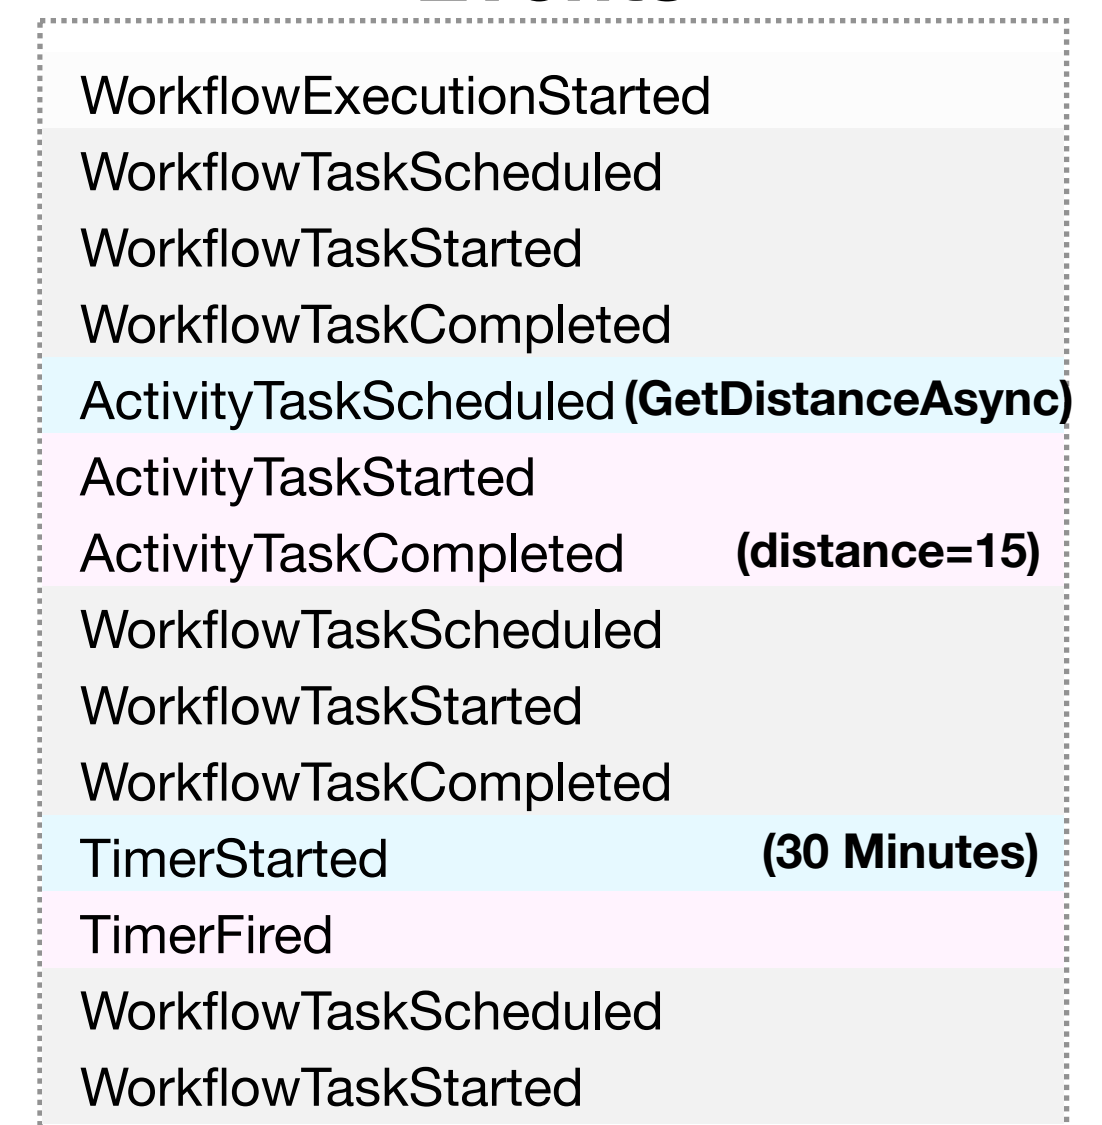 WorkflowExecutionStarted
WorkflowTaskScheduled
WorkflowTaskStarted
WorkflowTaskCompleted
ActivityTaskScheduled (GetDistanceAsync)
ActivityTaskStarted
ActivityTaskCompleted (distance=15)
WorkflowTaskScheduled
WorkflowTaskStarted
WorkflowTaskCompleted
TimerStarted (30 Minutes)
TimerFired
WorkflowTaskScheduled
WorkflowTaskStarted